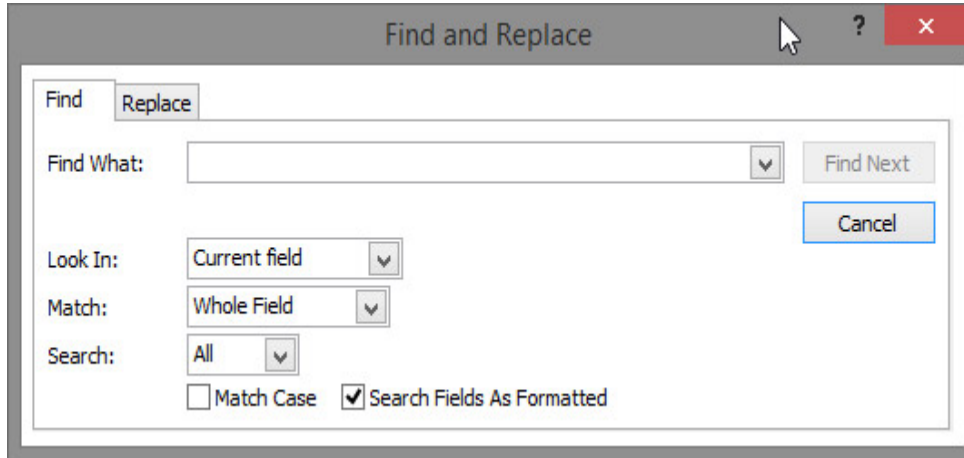 Find and Replace
?
Find
Replace
Find What:
Find Next
Cancel
Look In: Current field
Match: Whole Field
Search: All
Match Case Search Fields As Formatted